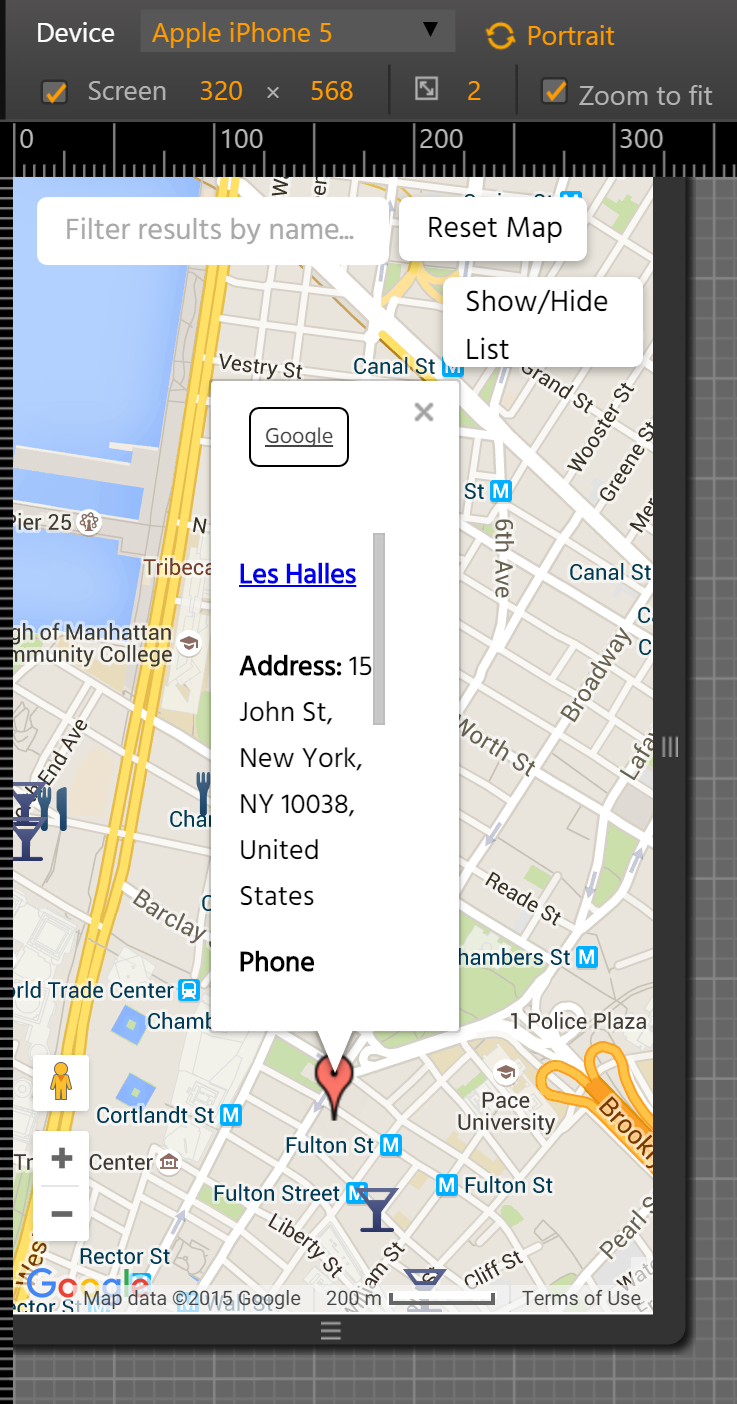 Device Apple iPhone 5 Portrait
Screen 320 × 568 2 Zoom to fit
0 100 200 300
Filter results by name... Reset Map
Show/Hide
List
Vestry St
Canal St M
Grand St
Wooster St
Greene St
Google
St M
Pier 25
N
6th Ave
Tribeca
Les Halles
Canal St
gh of Manhattan
mmunity College
Address: 15
John St,
New York,
NY 10038,
United
States
Phone
Broadway
Worth St
End Ave
Barclay
Reade St
hambers St M
rld Trade Center
Chamb
1 Police Plaza
Pace
University
Cortlandt St M
Fulton St M
Center
Fulton Street M
M Fulton St
Liberty St
Pearl S
Rector St
Cliff St
Wall St
Google
Map data ©2015 Google 200 m Terms of Use